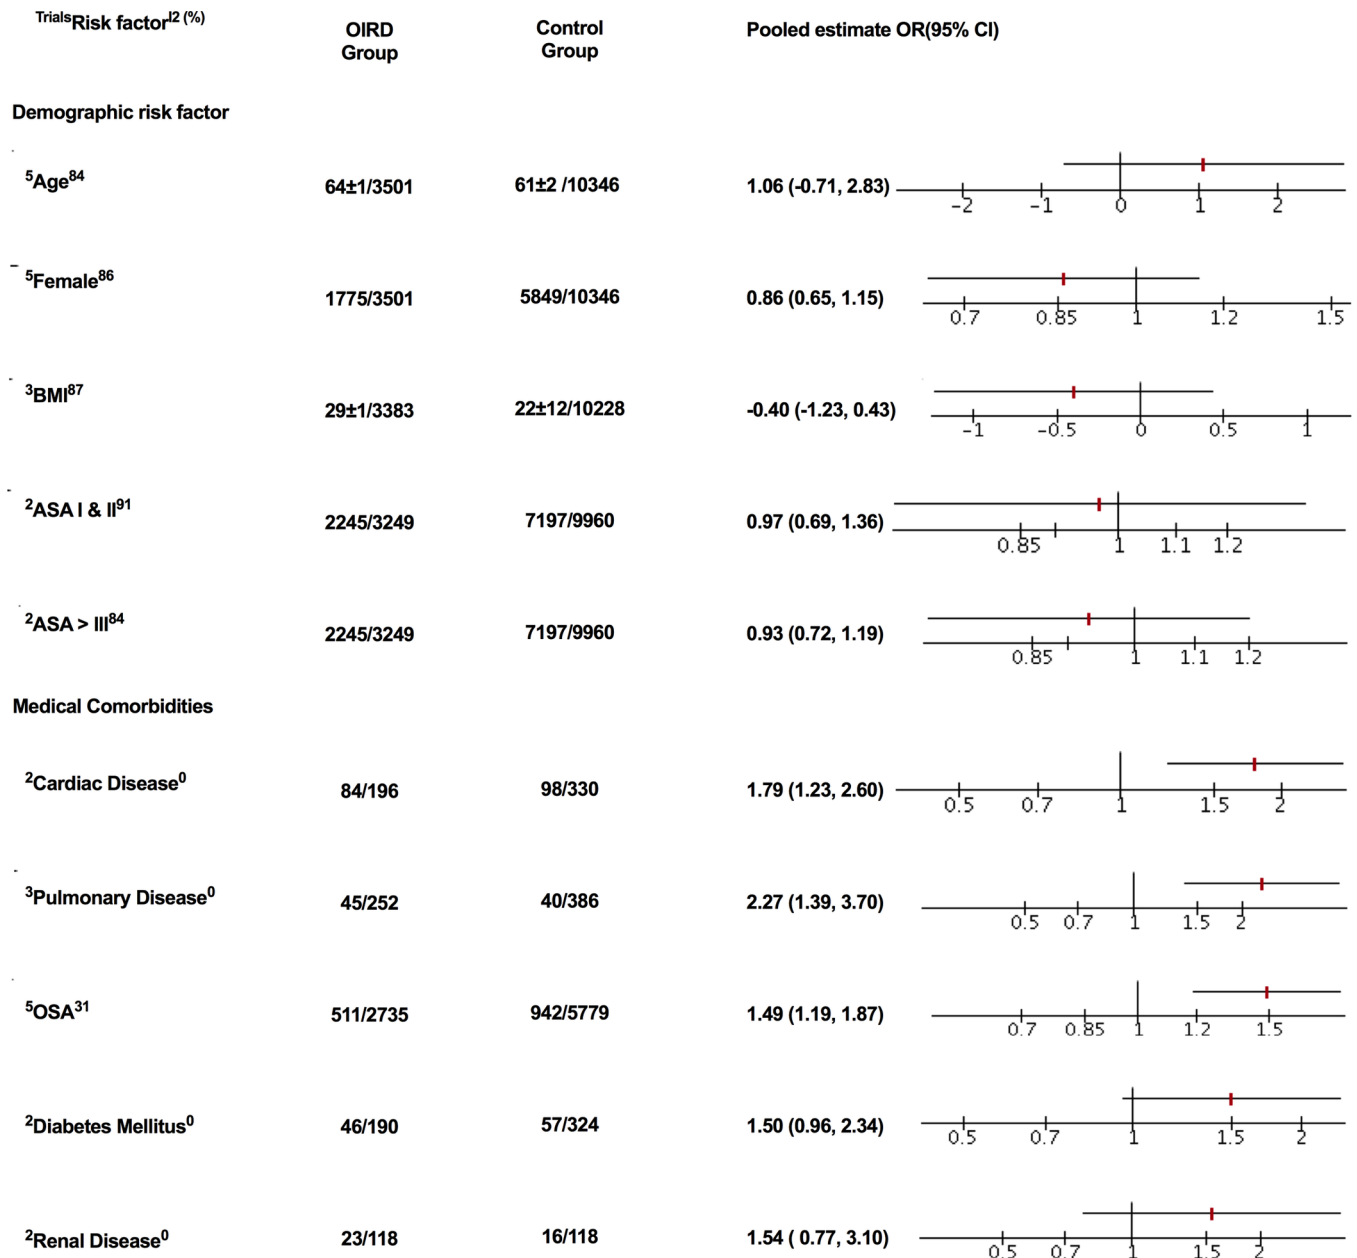 TrialsRisk factorI2 (%) OIRD Group Control Group Pooled estimate OR(95% CI)
Demographic risk factor
5Age84 64±1/3501 61±2 /10346 1.06 (-0.71, 2.83)
−2 −1 0 1 2
5Female86 1775/3501 5849/10346 0.86 (0.65, 1.15)
0.7 0.85 1 1.2 1.5
3BMI87 29±1/3383 22±12/10228 -0.40 (-1.23, 0.43)
−1 −0.5 0 0.5 1
2ASA I & II91 2245/3249 7197/9960 0.97 (0.69, 1.36)
0.85 1 1.1 1.2
2ASA > III84 2245/3249 7197/9960 0.93 (0.72, 1.19)
0.85 1 1.1 1.2
Medical Comorbidities
2Cardiac Disease0 84/196 98/330 1.79 (1.23, 2.60)
0.5 0.7 1 1.5 2
3Pulmonary Disease0 45/252 40/386 2.27 (1.39, 3.70)
0.5 0.7 1 1.5 2
5OSA31 511/2735 942/5779 1.49 (1.19, 1.87)
0.7 0.85 1 1.2 1.5
2Diabetes Mellitus0 46/190 57/324 1.50 (0.96, 2.34)
0.5 0.7 1 1.5 2
2Renal Disease0 23/118 16/118 1.54 ( 0.77, 3.10)
0.5 0.7 1 1.5 2